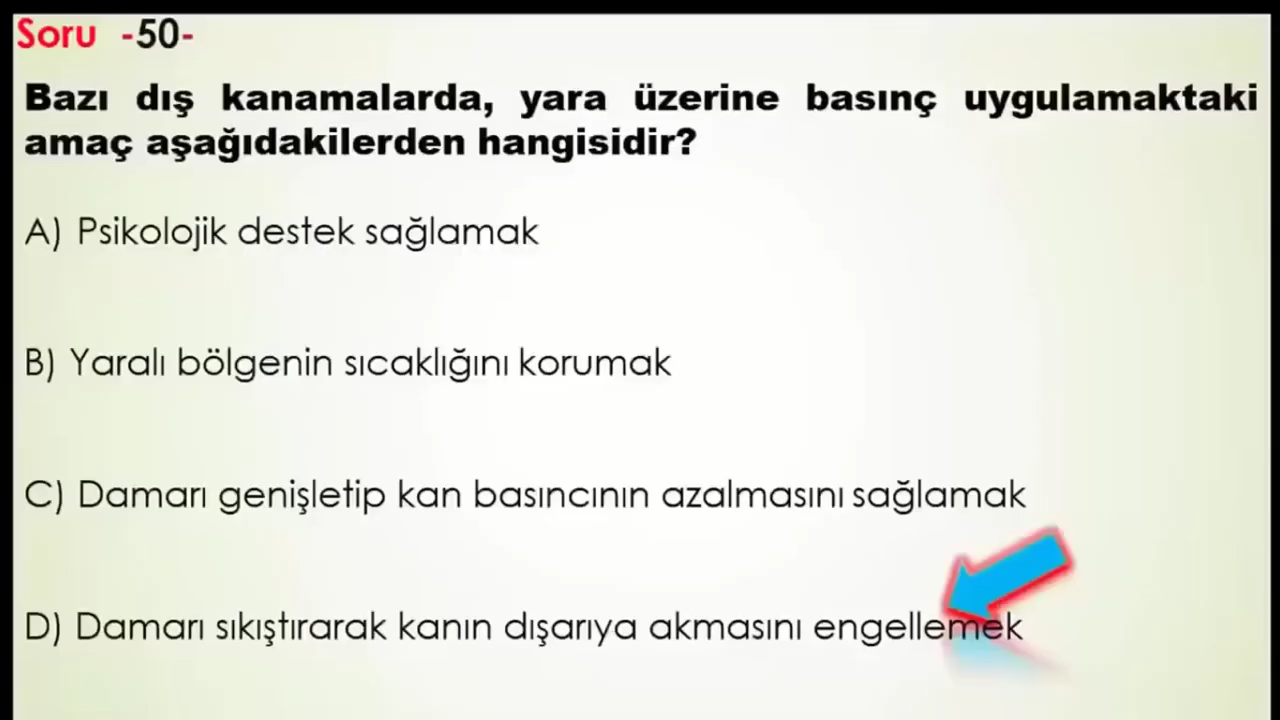 Soru -50-
Bazı dış kanamalarda, yara üzerine basınç uygulamaktaki
amaç aşağıdakilerden hangisidir?
A) Psikolojik destek sağlamak
B) Yaralı bölgenin sıcaklığını korumak
C) Damarı genişletip kan basıncının azalmasını sağlamak
D) Damarı sıkıştırarak kanın dışarıya akmasını engellemek